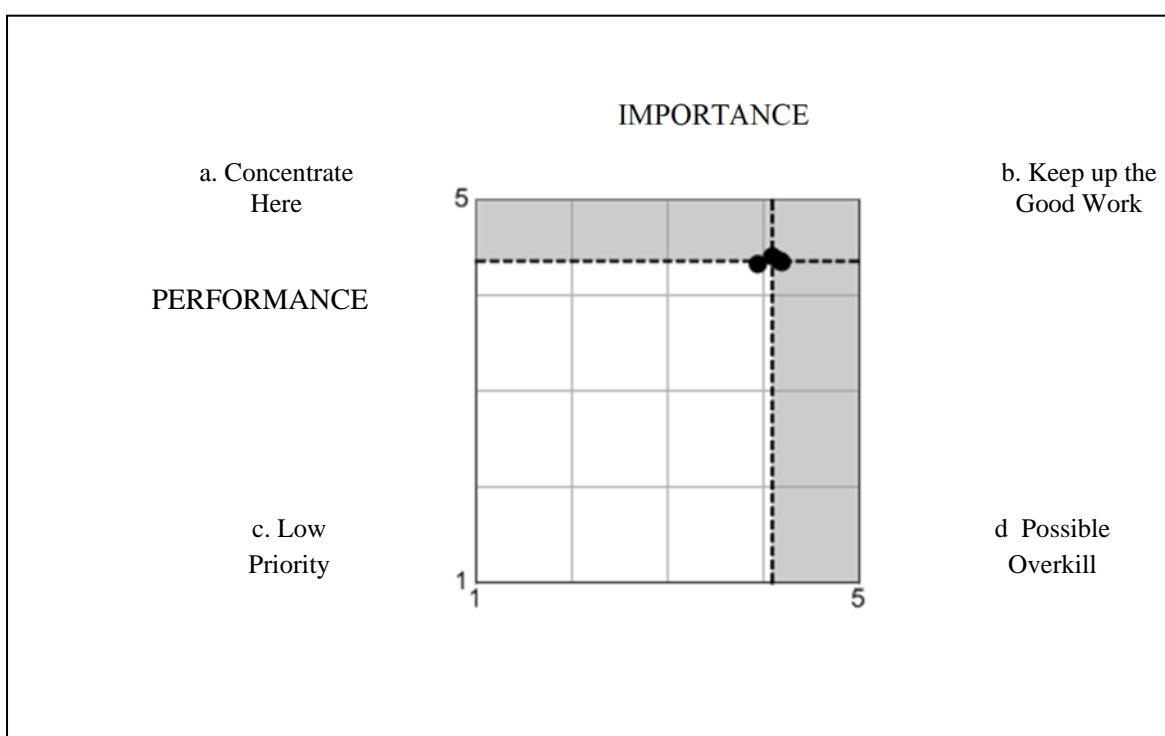 IMPORTANCE
a. Concentrate
Here
b. Keep up the
Good Work
5
PERFORMANCE
c. Low
Priority
d Possible
Overkill
1
1
5